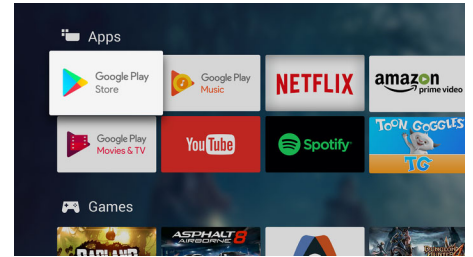 Apps
Google Play
Store
Google Play
Music
NETFLIX
amazon
prime video
Google Play
Movies & TV
YouTube
Spotify
TOON GOGGLES
TG
Games
BADLAND
ASPHALT 8
AIRBORNE